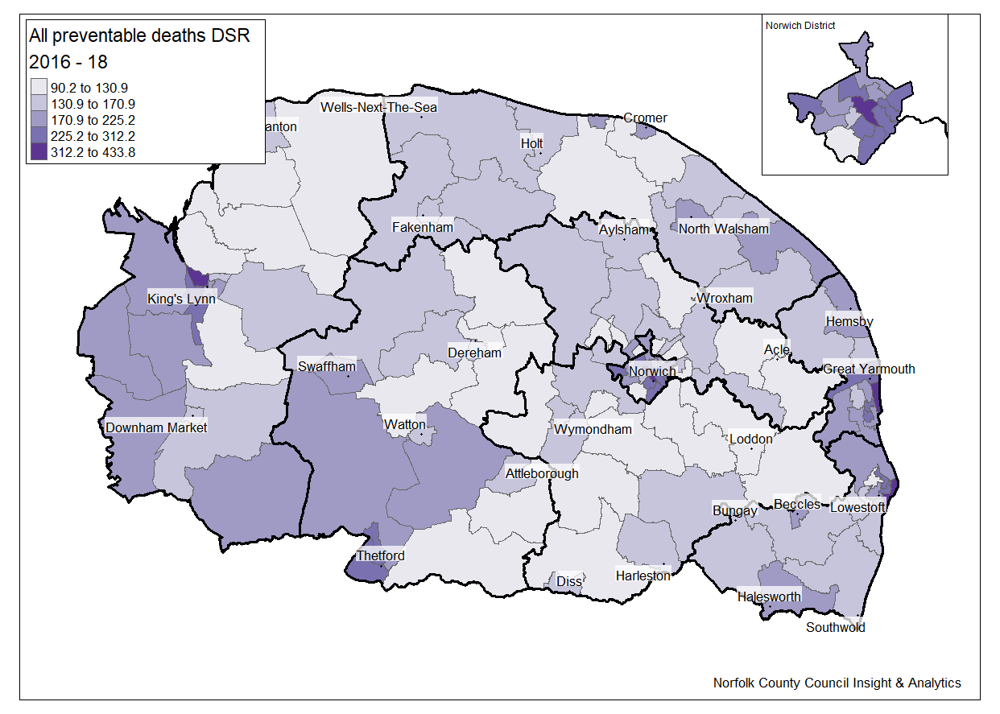 All preventable deaths DSR
2016 - 18
90.2 to 130.9
130.9 to 170.9
170.9 to 225.2
225.2 to 312.2
312.2 to 433.8
Norwich District
Wells-Next-The-Sea
Cromer
anton
Holt
Fakenham
Aylsham
North Walsham
King's Lynn
Wroxham
Hemsby
Dereham
Acle
Swaffham
Norwich
Great Yarmouth
Downham Market
Watton
Wymondham
Loddon
Attleborough
Bungay
Beccles
Lowestoft
Thetford
Diss
Harleston
Halesworth
Southwold
Norfolk County Council Insight & Analytics